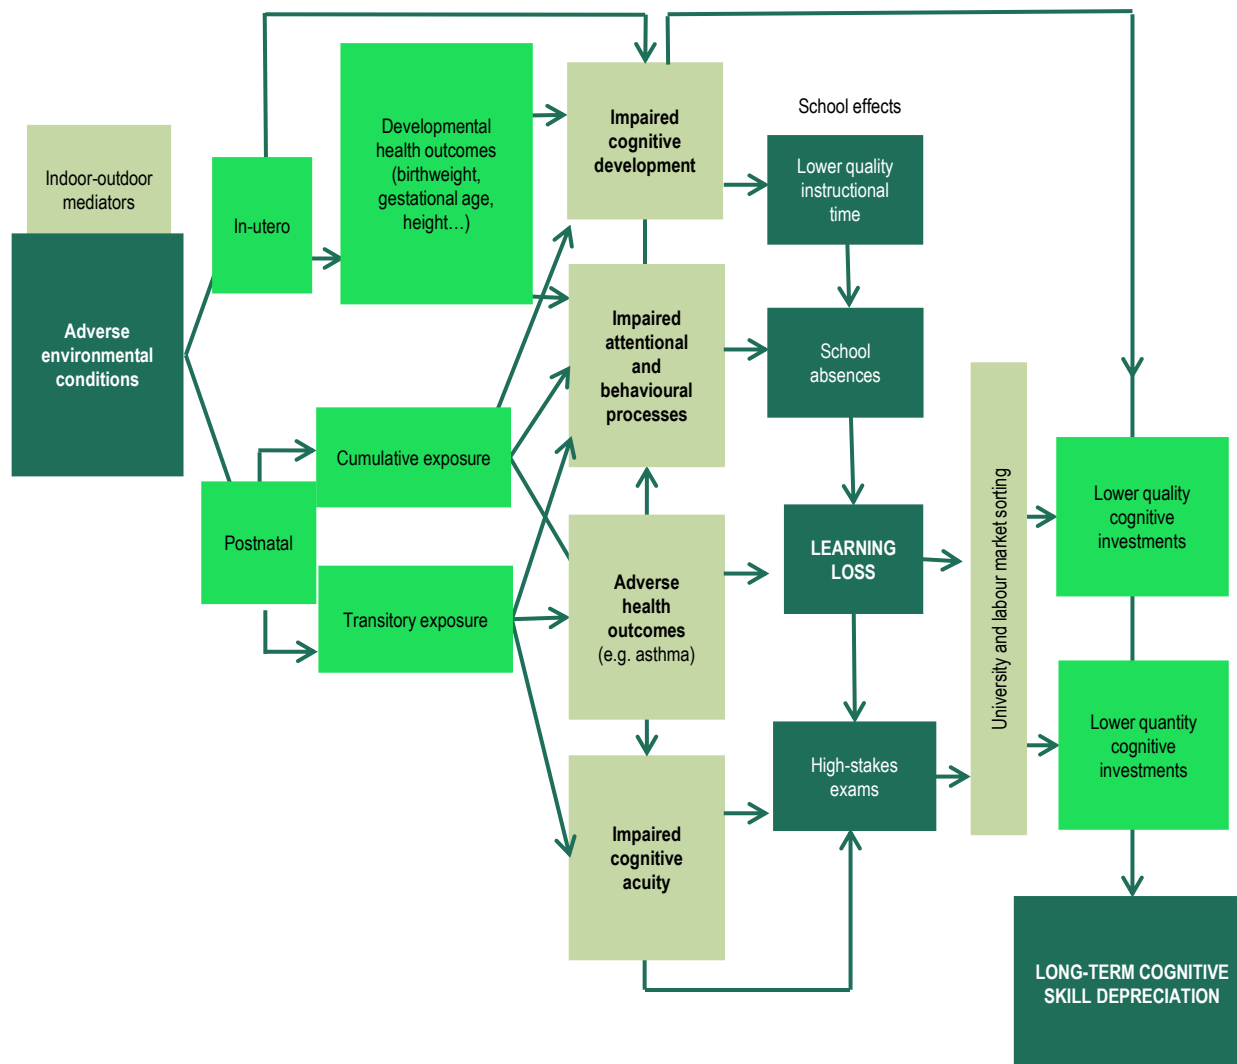 Indoor-outdoor
mediators
Adverse
environmental
conditions
In-utero
Postnatal
Developmental
health outcomes
(birthweight,
gestational age,
height…)
Cumulative exposure
Transitory exposure
Impaired
cognitive
development
Impaired
attentional
and
behavioural
processes
Adverse
health
outcomes
(e.g. asthma)
Impaired
cognitive
acuity
School effects
Lower quality
instructional
time
School
absences
LEARNING
LOSS
High-stakes
exams
University and labour market sorting
Lower quality
cognitive
investments
Lower quantity
cognitive
investments
LONG-TERM COGNITIVE
SKILL DEPRECIATION